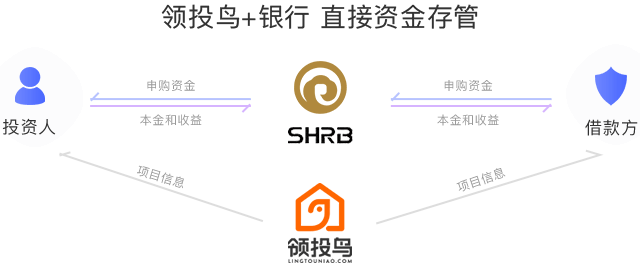 领投鸟+银行 直接资金存管
申购资金
申购资金
本金和收益
本金和收益
投资人
SHRB
借款方
项目信息
项目信息
领投鸟
LINGTOUNIAO.COM